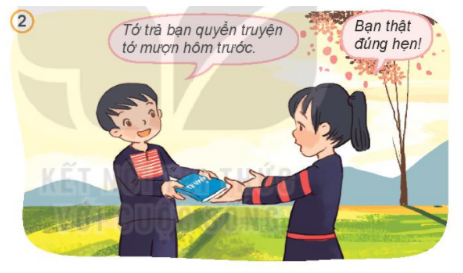 2
Tớ trả bạn quyển truyện
tớ mượn hôm trước.
Bạn thật
đúng hẹn!
KẾT NỐI TRI THỨC
VỚI CUỘC SỐNG